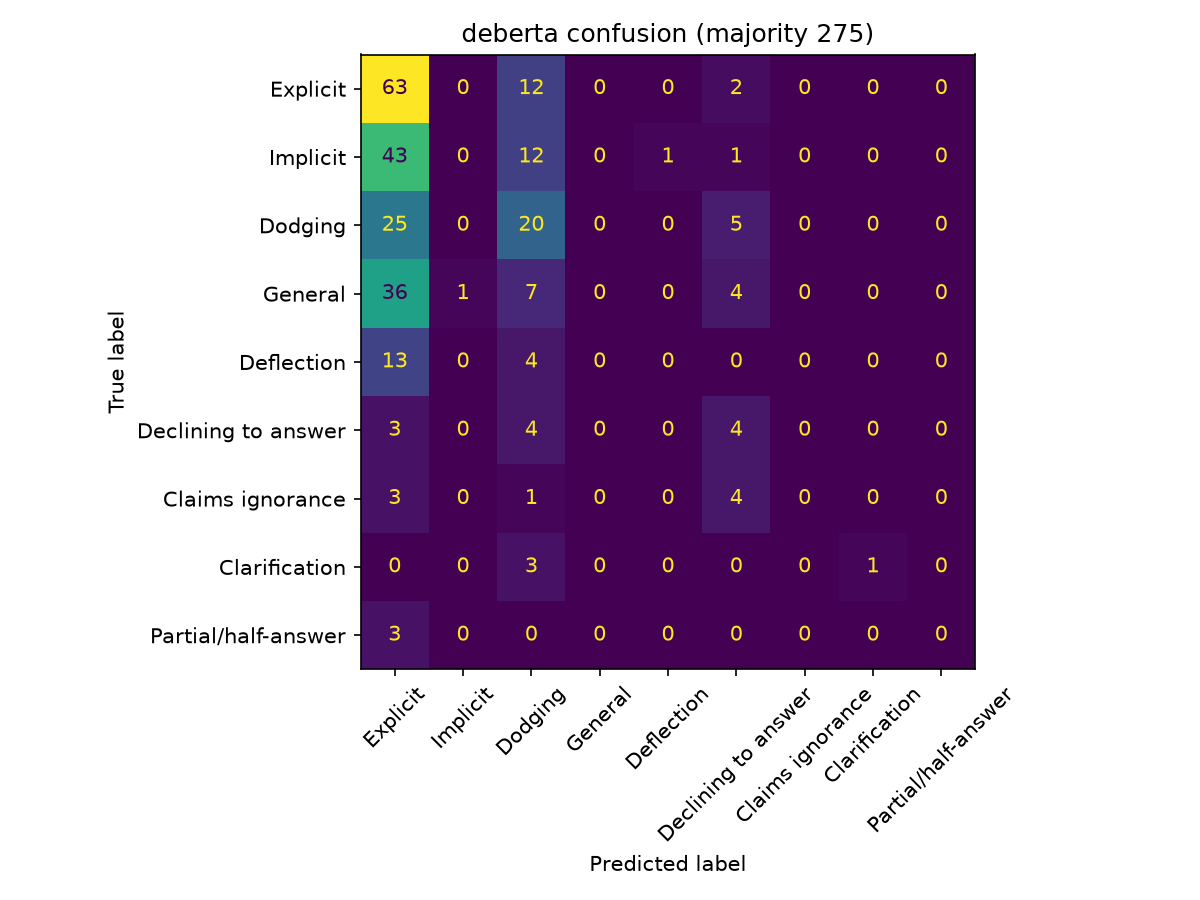 deberta confusion (majority 275)
Explicit 63 0 12 0 0 2 0 0 0
Implicit 43 0 12 0 1 1 0 0 0
Dodging 25 0 20 0 0 5 0 0 0
General 36 1 7 0 0 4 0 0 0
Deflection 13 0 4 0 0 0 0 0 0
Declining to answer 3 0 4 0 0 4 0 0 0
Claims ignorance 3 0 1 0 0 4 0 0 0
Clarification 0 0 3 0 0 0 0 1 0
Partial/half-answer 3 0 0 0 0 0 0 0 0
True label
Explicit
Implicit
Dodging
General
Deflection
Declining to answer
Claims ignorance
Clarification
Partial/half-answer
Predicted label